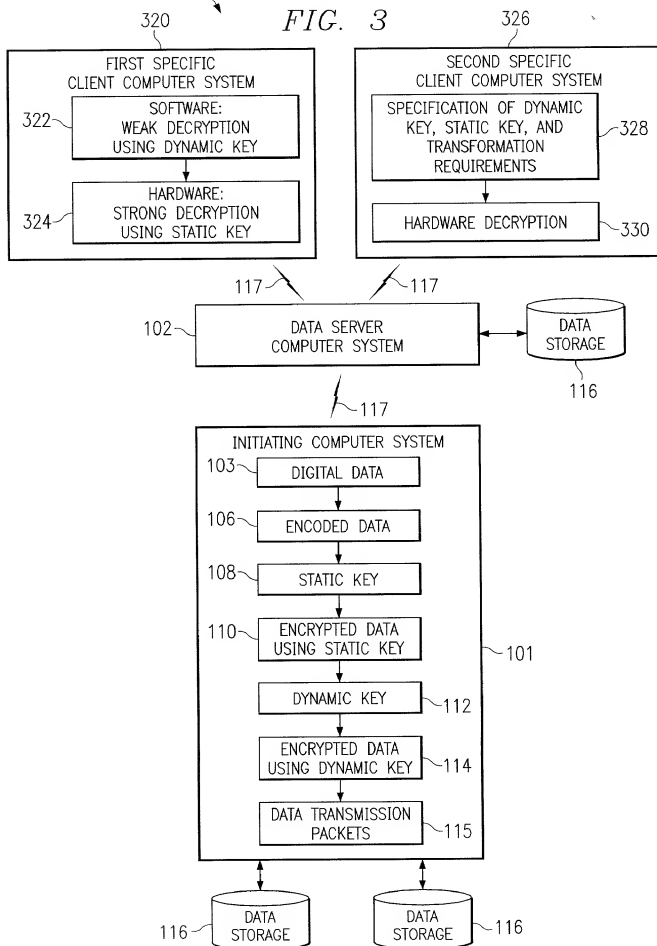 FIG. 3
320
326
FIRST SPECIFIC
CLIENT COMPUTER SYSTEM
322
SOFTWARE:
WEAK DECRYPTION
USING DYNAMIC KEY
324
HARDWARE:
STRONG DECRYPTION
USING STATIC KEY
SECOND SPECIFIC
CLIENT COMPUTER SYSTEM
SPECIFICATION OF DYNAMIC
KEY, STATIC KEY, AND
TRANSFORMATION
REQUIREMENTS
328
HARDWARE DECRYPTION
330
117
117
102
DATA SERVER
COMPUTER SYSTEM
DATA
STORAGE
116
117
INITIATING COMPUTER SYSTEM
103
DIGITAL DATA
106
ENCODED DATA
108
STATIC KEY
110
ENCRYPTED DATA
USING STATIC KEY
101
DYNAMIC KEY
112
ENCRYPTED DATA
USING DYNAMIC KEY
114
DATA TRANSMISSION
PACKETS
115
116
DATA
STORAGE
DATA
STORAGE
116